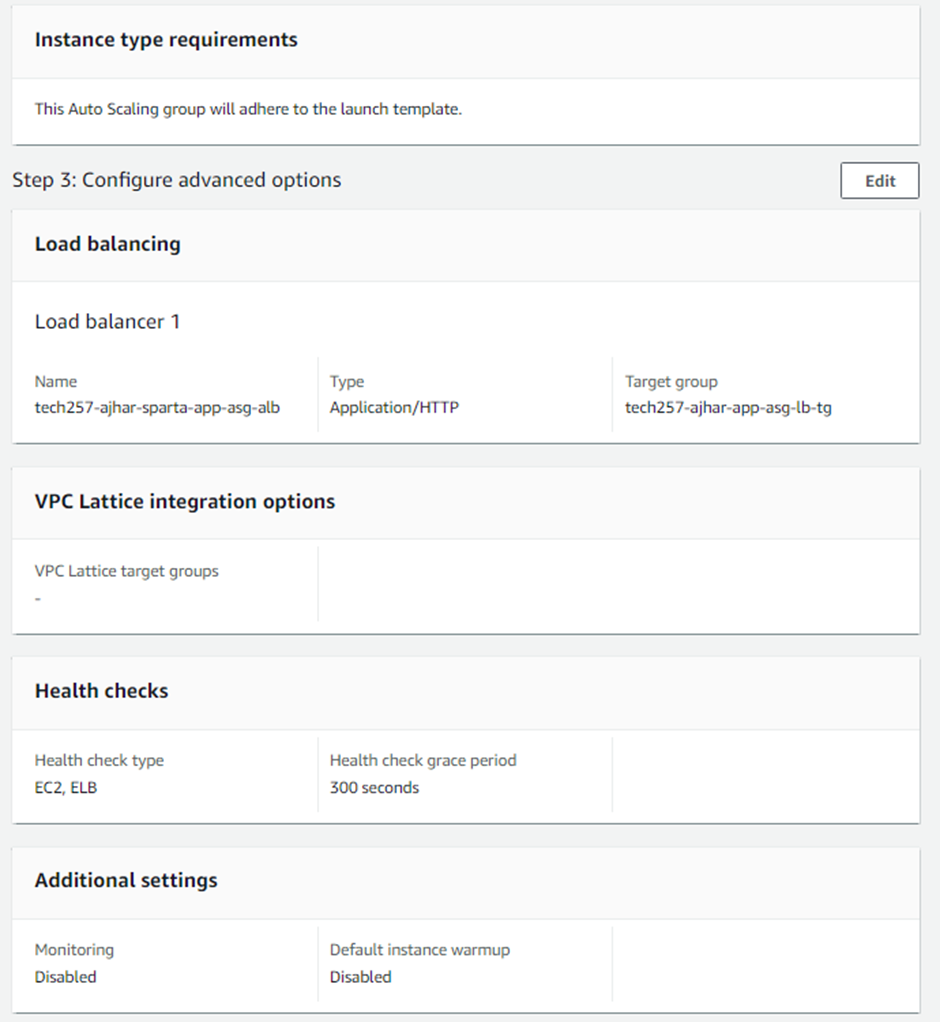 Instance type requirements
This Auto Scaling group will adhere to the launch template.
Step 3: Configure advanced options
Edit
Load balancing
Load balancer 1
Name
tech257-ajhar-sparta-app-asg-alb
Type
Application/HTTP
Target group
tech257-ajhar-app-asg-lb-tg
VPC Lattice integration options
VPC Lattice target groups
-
Health checks
Health check type
EC2, ELB
Health check grace period
300 seconds
Additional settings
Monitoring
Disabled
Default instance warmup
Disabled